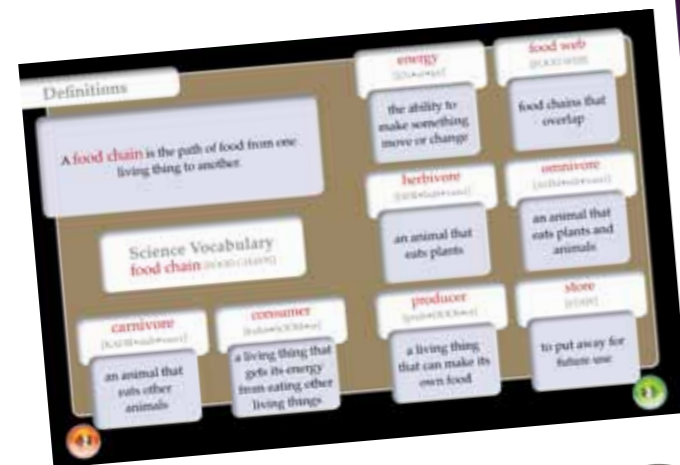 Definitions
A food chain is the path of food from one
living thing to another.
Science Vocabulary
food chain
carnivore
an animal that
eats other
animals
consumer
a living thing that
gets its energy
from eating other
living things
energy
the ability to
make something
move or change
food web
food chains that
overlap
herbivore
an animal that
eats plants
omnivore
an animal that
eats plants and
animals
producer
a living thing
that can make its
own food
store
to put away for
future use